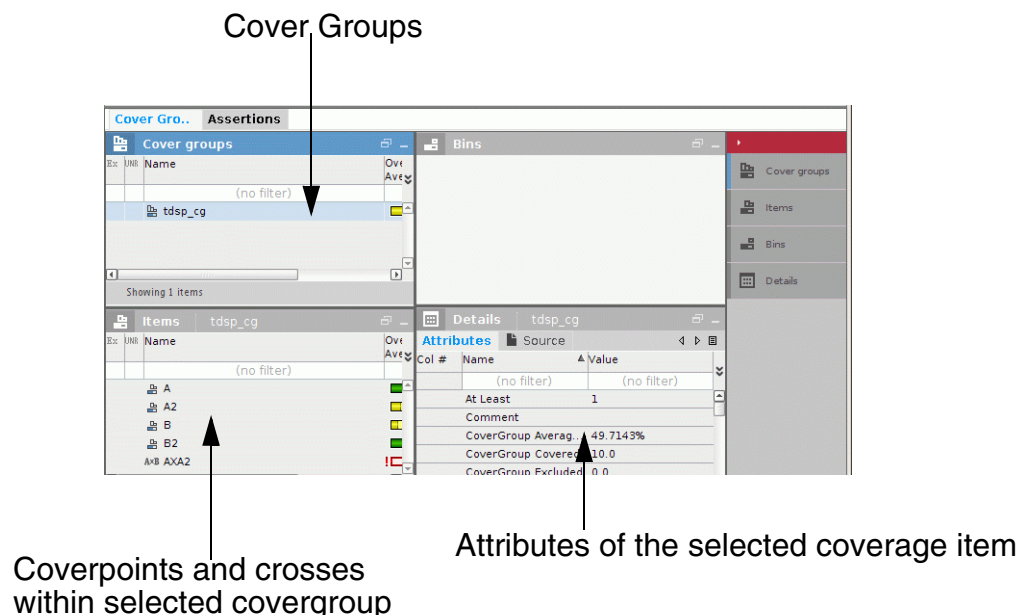 Cover Groups
Cover Gro.. Assertions
Cover groups
Ex UNR Name Ove Ave
(no filter)
tdsp_cg
Showing 1 items
Bins
Cover groups
Items
Bins
Details
Items tdsp_cg
Ex UNR Name Ove Ave
(no filter)
A
A2
B
B2
A×B AXA2
Details tdsp_cg
Attributes Source
Col # Name Value
(no filter) (no filter)
At Least 1
Comment
CoverGroup Averag... 49.7143%
CoverGroup Covered 10.0
CoverGroup Excluded 0.0
Attributes of the selected coverage item
Coverpoints and crosses
within selected covergroup